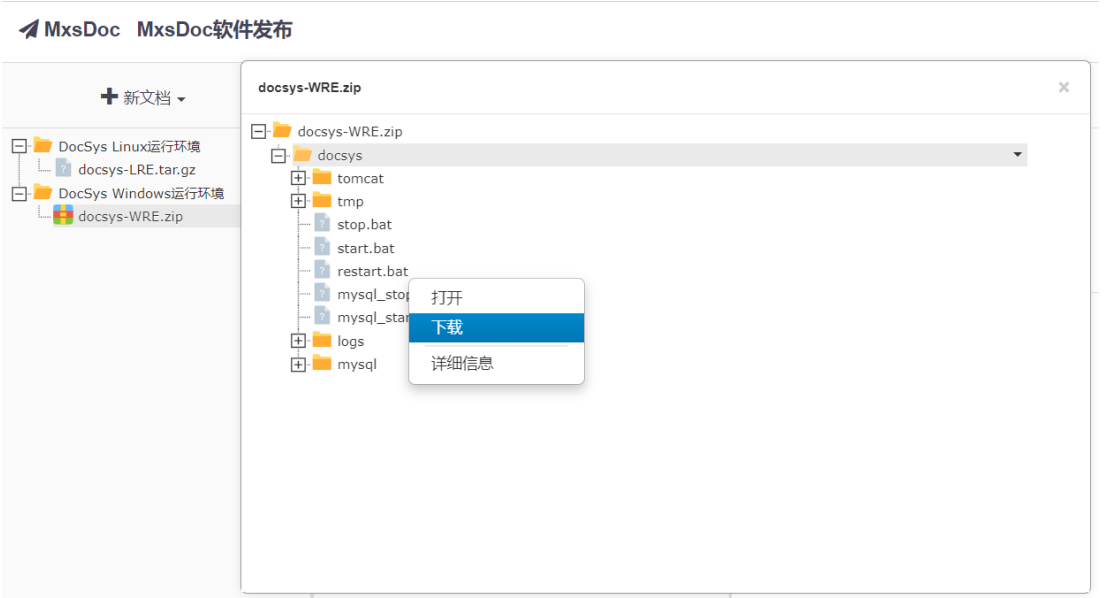 MxsDoc MxsDoc软件发布
新文档
DocSys Linux运行环境
docsys-LRE.tar.gz
DocSys Windows运行环境
docsys-WRE.zip
docsys-WRE.zip
×
docsys-WRE.zip
docsys
tomcat
tmp
stop.bat
start.bat
restart.bat
mysql_stop
mysql_star
logs
mysql
打开
下载
详细信息